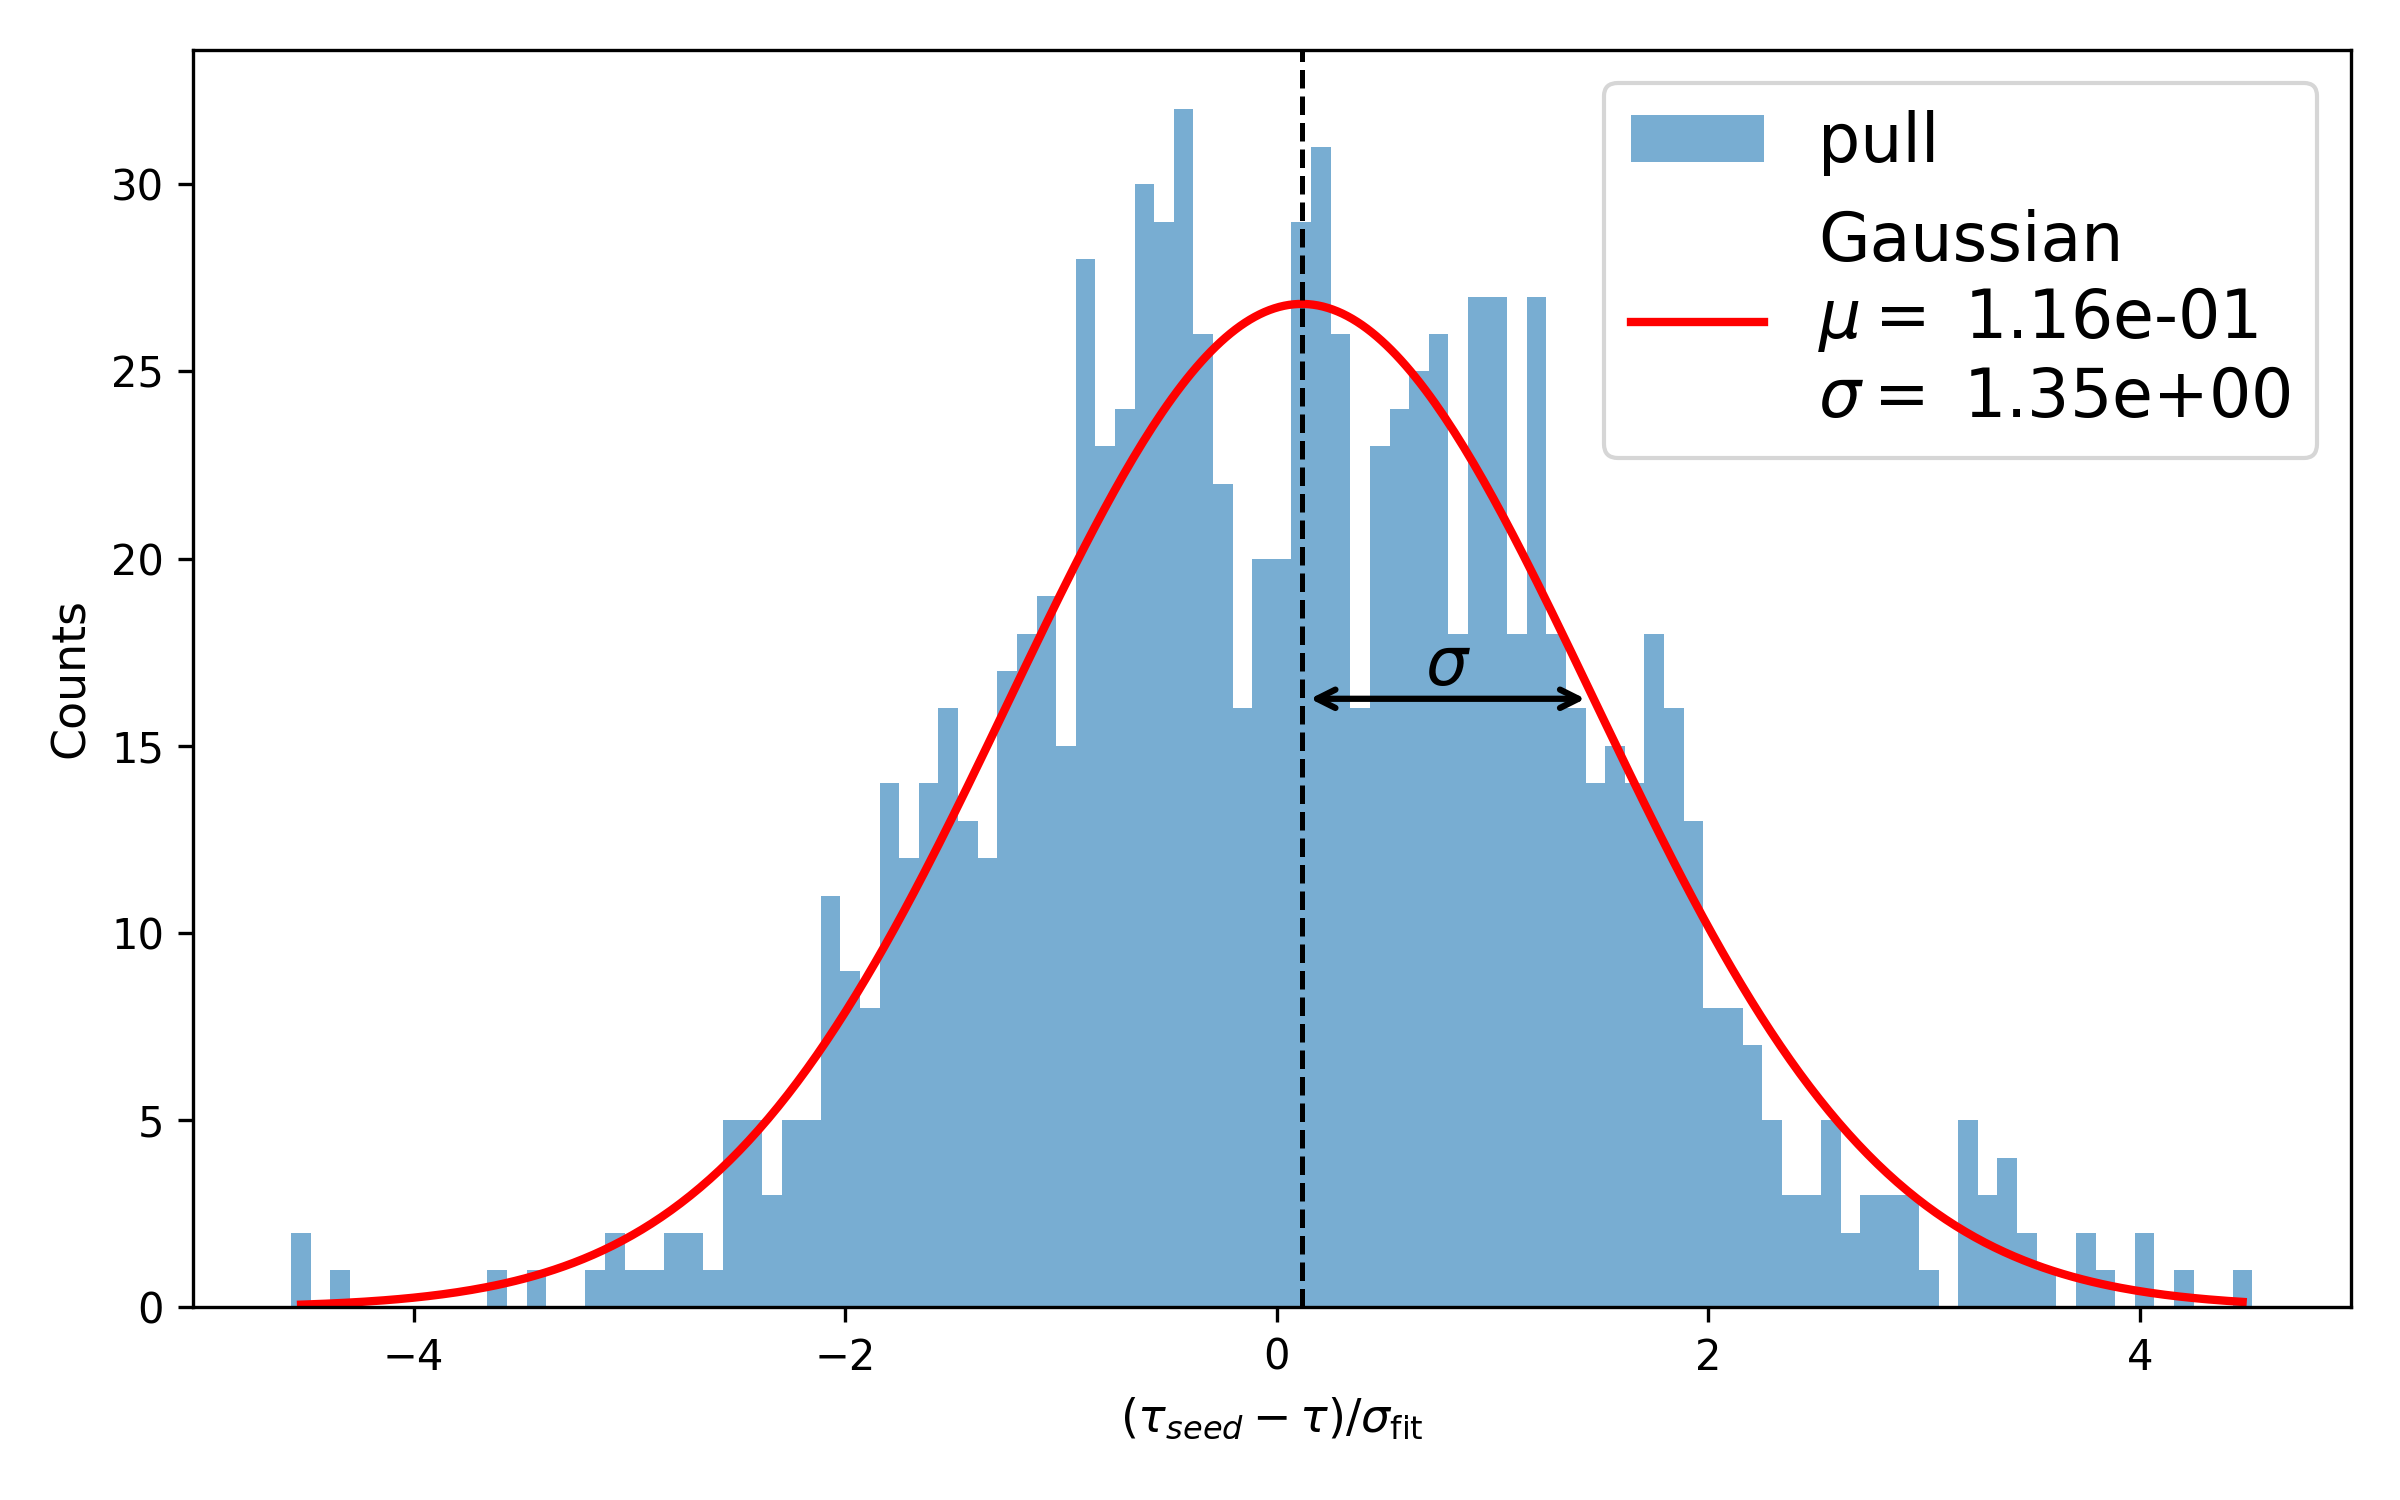 pull
Gaussian
μ = 1.16e-01
σ = 1.35e+00
σ
Counts
30
25
20
15
10
5
0
−4 −2 0 2 4
(τseed − τ)/σfit